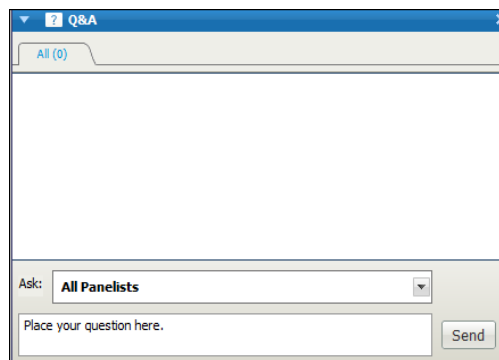 ? Q&A
All (0)
Ask: All Panelists
Place your question here.
Send